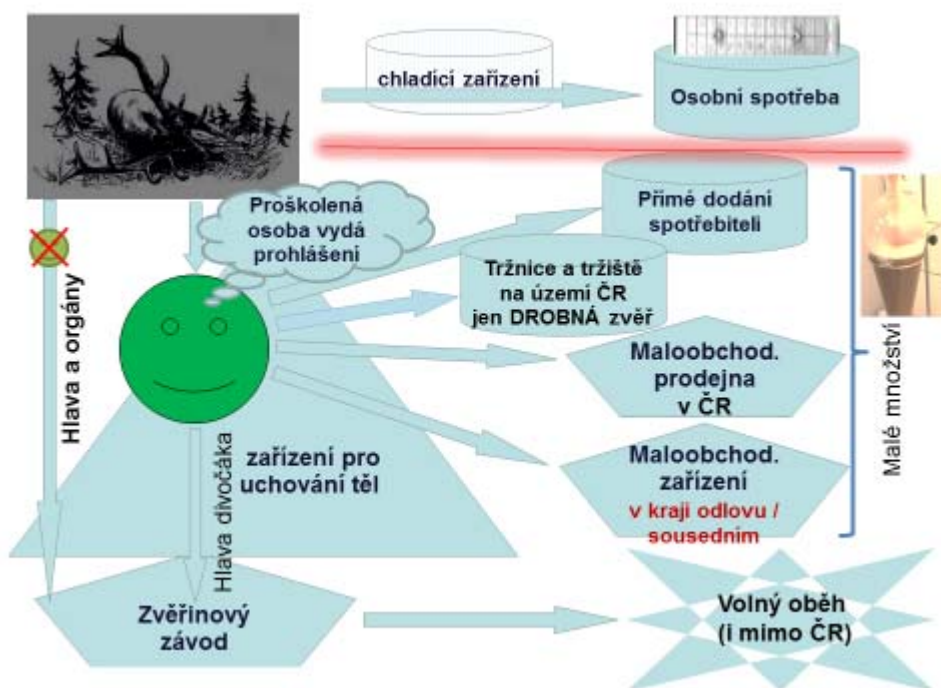 chladící zařízení
Osobní spotřeba
Proškolená
osoba vydá
prohlášení
Přímé dodání
spotřebiteli
Tržnice a tržiště
na území ČR
jen DROBNÁ zvěř
Maloobchod.
prodejna
v ČR
Maloobchod.
zařízení
v kraji odlovu /
sousedním
Malé množství
Hlava a orgány
zařízení pro
uchování těl
Hlava divočáka
Zvěřinový
závod
Volný oběh
(i mimo ČR)